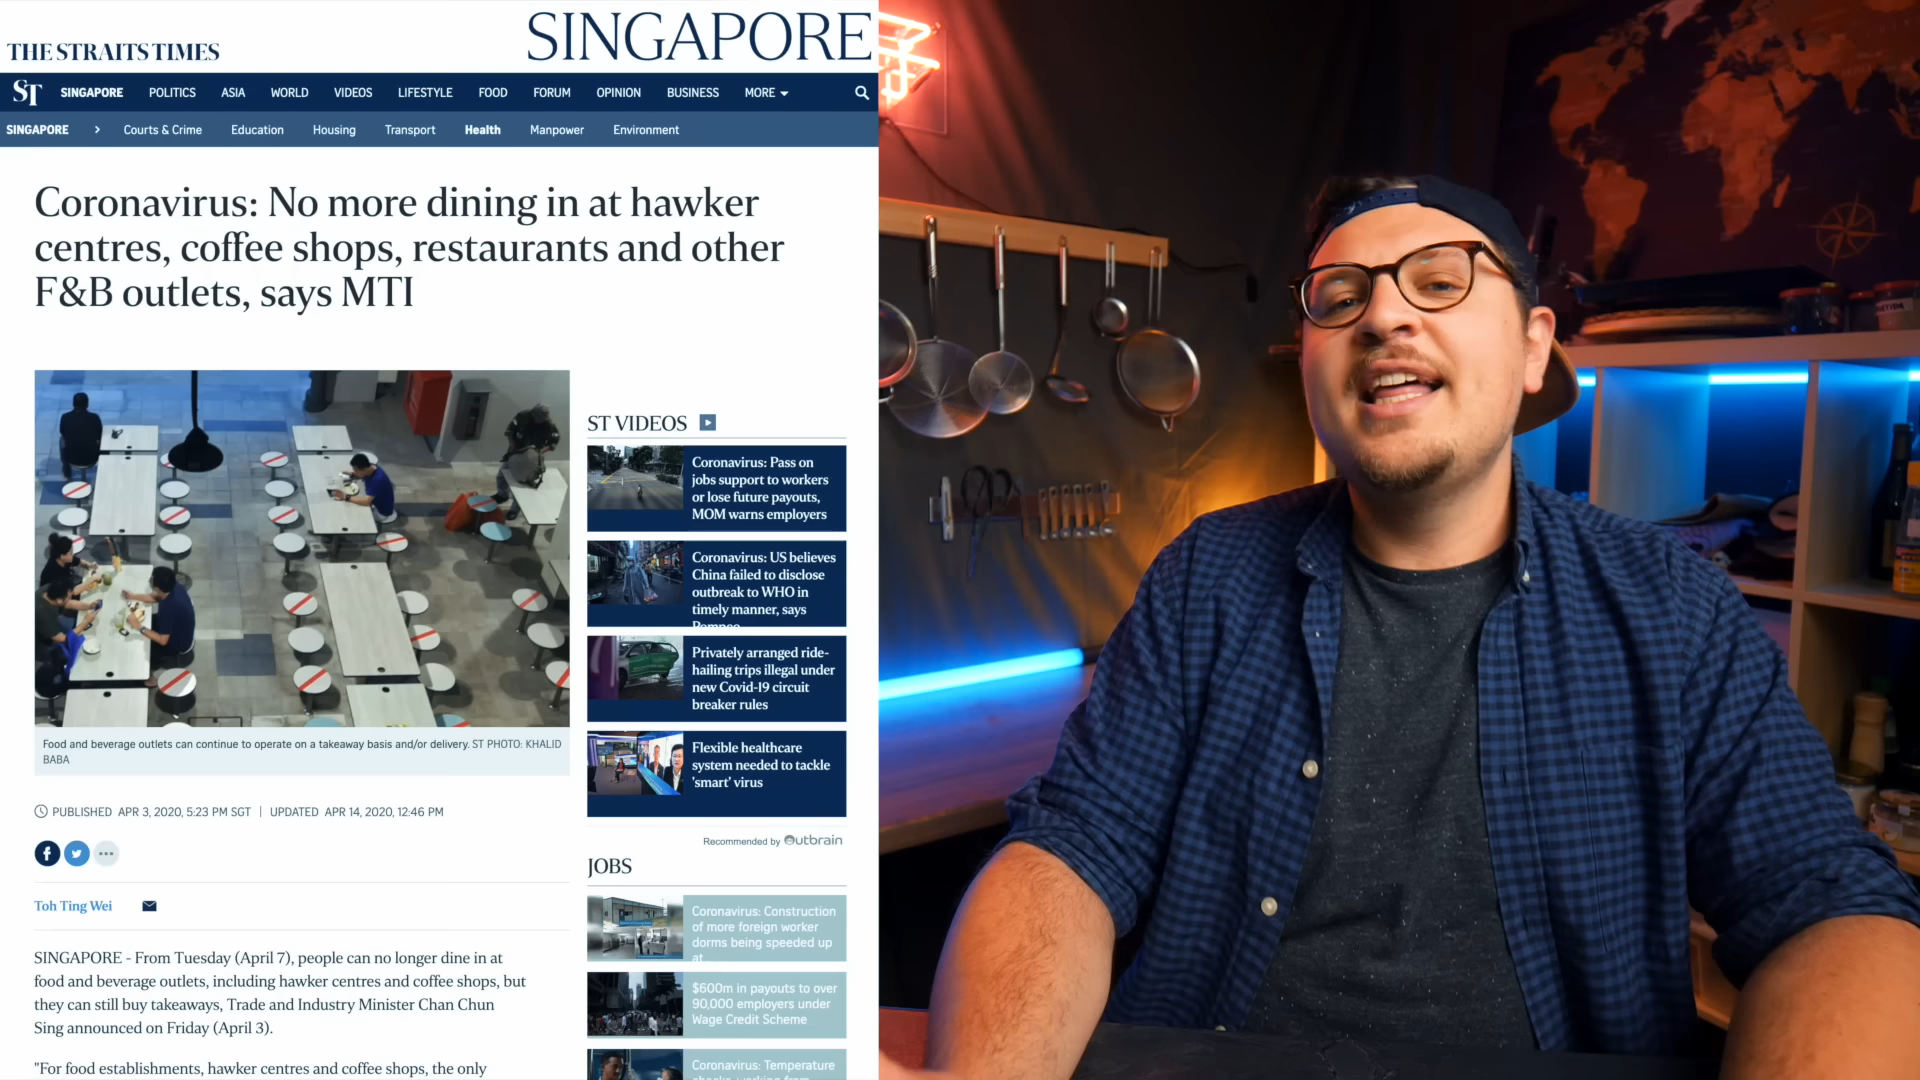 THE STRAITS TIMES
SINGAPORE
ST SINGAPORE POLITICS ASIA WORLD VIDEOS LIFESTYLE FOOD FORUM OPINION BUSINESS MORE
SINGAPORE > Courts & Crime Education Housing Transport Health Manpower Environment
Coronavirus: No more dining in at hawker
centres, coffee shops, restaurants and other
F&B outlets, says MTI
Food and beverage outlets can continue to operate on a takeaway basis and/or delivery. ST PHOTO: KHALID
BABA
PUBLISHED APR 3, 2020, 5:23 PM SGT | UPDATED APR 14, 2020, 12:46 PM
Toh Ting Wei
SINGAPORE - From Tuesday (April 7), people can no longer dine in at
food and beverage outlets, including hawker centres and coffee shops, but
they can still buy takeaways, Trade and Industry Minister Chan Chun
Sing announced on Friday (April 3).
"For food establishments, hawker centres and coffee shops, the only
ST VIDEOS
Coronavirus: Pass on
jobs support to workers
or lose future payouts,
MOM warns employers
Coronavirus: US believes
China failed to disclose
outbreak to WHO in
timely manner, says
Pompeo
Privately arranged ride-
hailing trips illegal under
new Covid-19 circuit
breaker rules
Flexible healthcare
system needed to tackle
'smart' virus
Recommended by Outbrain
JOBS
Coronavirus: Construction
of more foreign worker
dorms being speeded up
at
$600m in payouts to over
90,000 employers under
Wage Credit Scheme
Coronavirus: Temperature